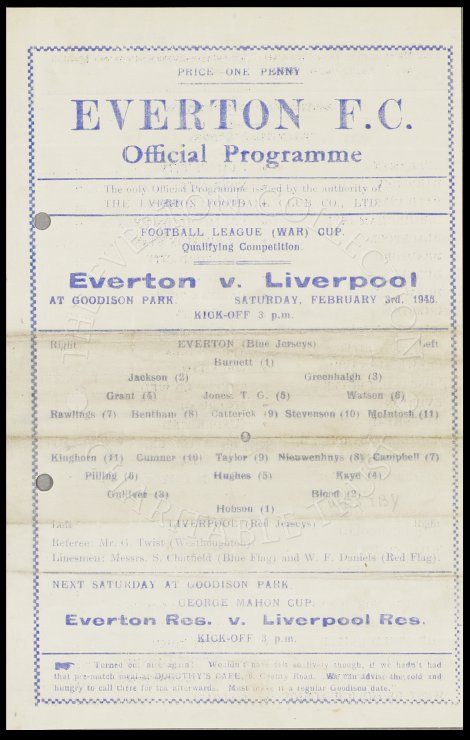 PRICE ONE PENNY
EVERTON F.C.
Official Programme
The only Official Programme issued by the authority of
THE EVERTON FOOTBALL CLUB CO., LTD.
FOOTBALL LEAGUE (WAR) CUP.
Qualifying Competition.
Everton v. Liverpool
AT GOODISON PARK. SATURDAY, FEBRUARY 3rd, 1945.
KICK-OFF 3 p.m.
Right EVERTON (Blue Jerseys) Left
Burnett (1)
Jackson (2) Greenhalgh (3)
Grant (4) Jones, T. G. (5) Watson (6)
Rawlings (7) Bentham (8) Catterick (9) Stevenson (10) McIntosh (11)
Kinghorn (11) (10) Taylor (9) Nieuwenhuys (8) Campbell (7)
Pilling (6) Hughes (5) Kaye (4)
Gulliver (3) (2)
Hobson (1)
Left LIVERPOOL (Red Jerseys) Right
Referee: Mr. G. Twist (Westhoughton).
Linesmen: Messrs. S. Chatfield (Blue Flag) and W. F. Daniels (Red Flag).
NEXT SATURDAY AT GOODISON PARK.
GEORGE MAHON CUP.
Everton Res. v. Liverpool Res.
KICK-OFF 3 p.m.
Turned out nice again! Wouldn't have felt so lively though, if we hadn't had
that pre-match meal at DOROTHY'S CAFE, County Road. We can advise the cold and
hungry to call there for tea afterwards. Must make it a regular Goodison date.
THE EVERTON COLLECTION
CHARITABLE TRUST